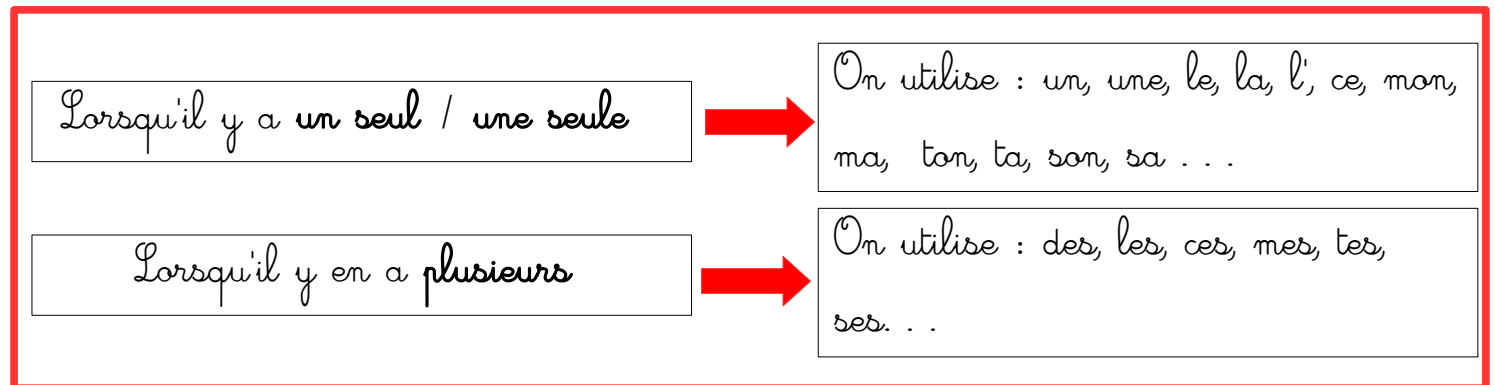 Lorsqu'il y a un seul / une seule
On utilise : un, une, le, la, l', ce, mon,
ma, ton, ta, son, sa . . .
Lorsqu'il y en a plusieurs
On utilise : des, les, ces, mes, tes,
ses. . .